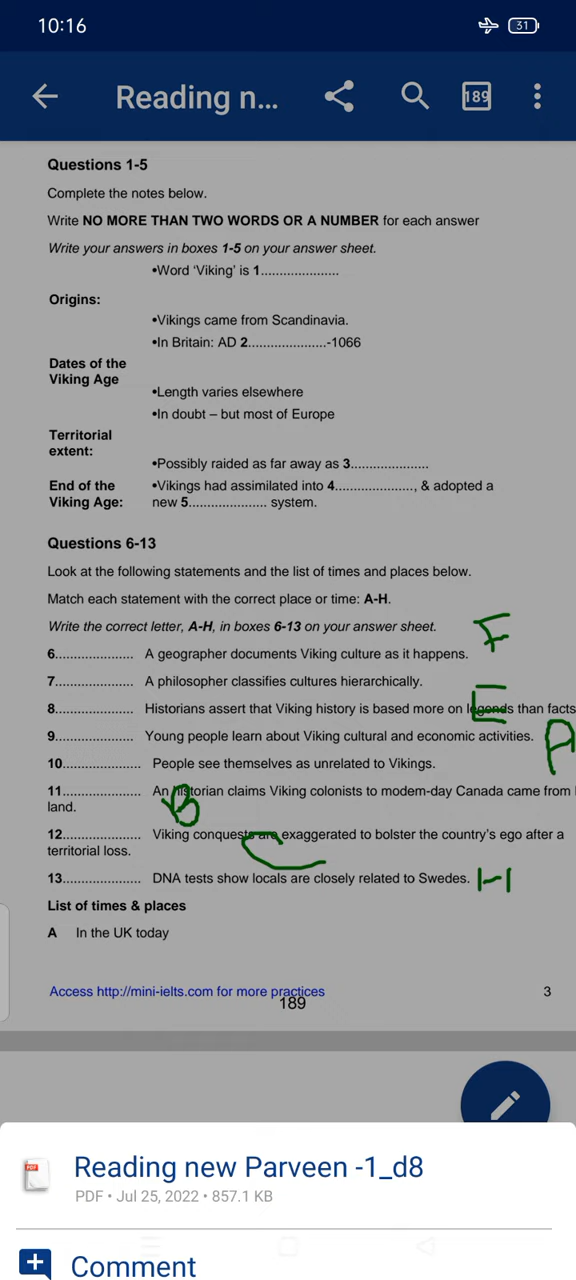 10:16
31
Reading n...
189
Questions 1-5
Complete the notes below.
Write NO MORE THAN TWO WORDS OR A NUMBER for each answer
Write your answers in boxes 1-5 on your answer sheet.
•Word 'Viking' is 1.....................
Origins:
•Vikings came from Scandinavia.
•In Britain: AD 2.....................-1066
Dates of the
Viking Age
•Length varies elsewhere
•In doubt – but most of Europe
Territorial
extent:
•Possibly raided as far away as 3.....................
End of the
Viking Age:
•Vikings had assimilated into 4....................., & adopted a
new 5..................... system.
Questions 6-13
Look at the following statements and the list of times and places below.
Match each statement with the correct place or time: A-H.
Write the correct letter, A-H, in boxes 6-13 on your answer sheet.
F
6..................... A geographer documents Viking culture as it happens.
7..................... A philosopher classifies cultures hierarchically.
E
8..................... Historians assert that Viking history is based more on legends than facts
9..................... Young people learn about Viking cultural and economic activities.
10..................... People see themselves as unrelated to Vikings.
11..................... An historian claims Viking colonists to modem-day Canada came from
land.
B
12..................... Viking conquests are exaggerated to bolster the country's ego after a
territorial loss.
C
13..................... DNA tests show locals are closely related to Swedes. H
List of times & places
A In the UK today
Access http://mini-ielts.com for more practices
3
189
Reading new Parveen -1_d8
PDF • Jul 25, 2022 • 857.1 KB
Comment